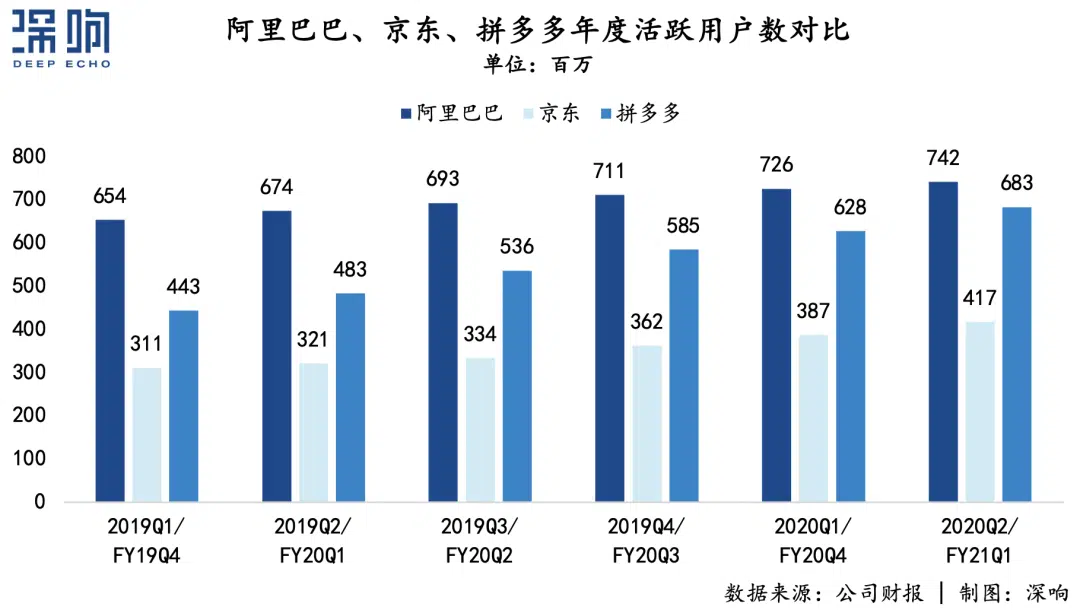 深响
DEEP ECHO
阿里巴巴、京东、拼多多年度活跃用户数对比
单位：百万
阿里巴巴 京东 拼多多
800
700
600
500
400
300
200
100
0
654 311 443
674 321 483
693 334 536
711 362 585
726 387 628
742 417 683
2019Q1/
FY19Q4
2019Q2/
FY20Q1
2019Q3/
FY20Q2
2019Q4/
FY20Q3
2020Q1/
FY20Q4
2020Q2/
FY21Q1
数据来源：公司财报 | 制图：深响